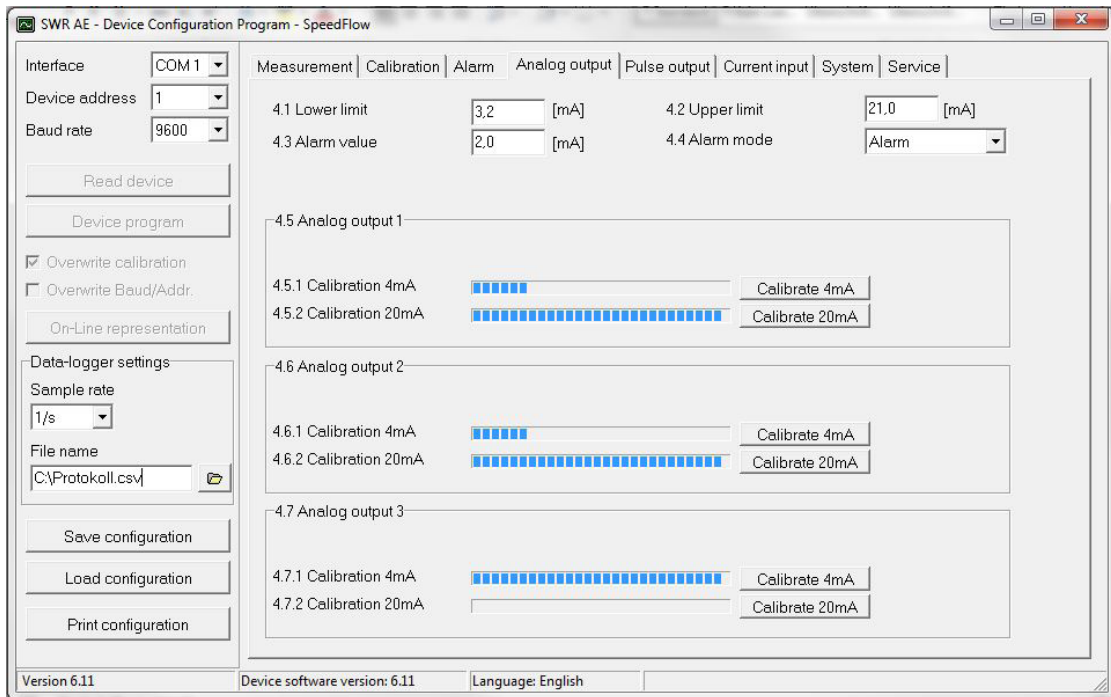 SWR AE - Device Configuration Program - SpeedFlow
Interface COM 1
Device address 1
Baud rate 9600
Read device
Device program
Overwrite calibration
Overwrite Baud/Addr.
On-Line representation
Data-logger settings
Sample rate
1/s
File name
C:\Protokoll.csv
Save configuration
Load configuration
Print configuration
Measurement Calibration Alarm Analog output Pulse output Current input System Service
4.1 Lower limit 3,2 [mA] 4.2 Upper limit 21,0 [mA]
4.3 Alarm value 2,0 [mA] 4.4 Alarm mode Alarm
4.5 Analog output 1
4.5.1 Calibration 4mA Calibrate 4mA
4.5.2 Calibration 20mA Calibrate 20mA
4.6 Analog output 2
4.6.1 Calibration 4mA Calibrate 4mA
4.6.2 Calibration 20mA Calibrate 20mA
4.7 Analog output 3
4.7.1 Calibration 4mA Calibrate 4mA
4.7.2 Calibration 20mA Calibrate 20mA
Version 6.11 Device software version: 6.11 Language: English